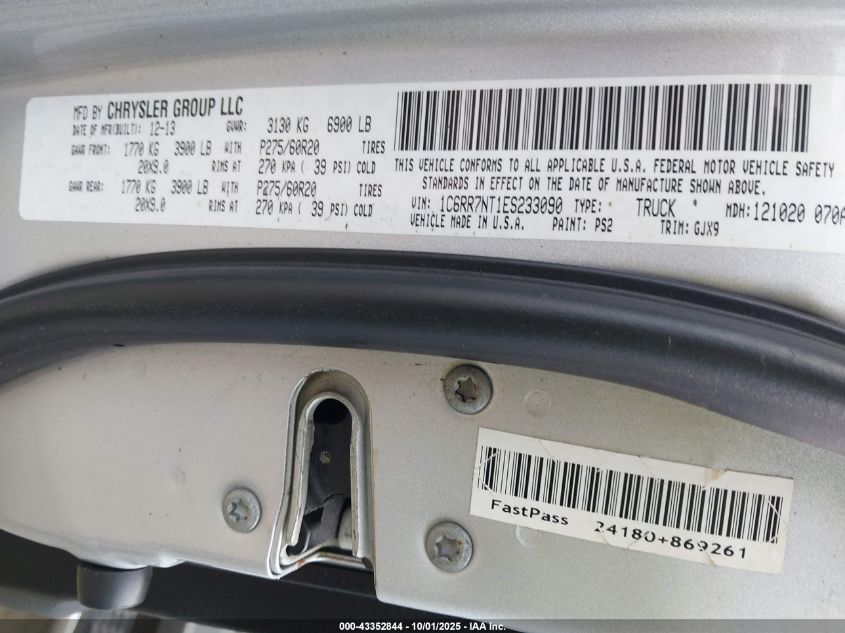 MFD BY CHRYSLER GROUP LLC
DATE OF MFR(BUILT): 12-13 GVWR: 3130 KG 6900 LB
GAWR FRONT: 1770 KG 3900 LB WITH P275/60R20 TIRES
20X9.0 RIMS AT 270 KPA ( 39 PSI) COLD
GAWR REAR: 1770 KG 3900 LB WITH P275/60R20 TIRES
20X9.0 RIMS AT 270 KPA ( 39 PSI) COLD
THIS VEHICLE CONFORMS TO ALL APPLICABLE U.S.A. FEDERAL MOTOR VEHICLE SAFETY
STANDARDS IN EFFECT ON THE DATE OF MANUFACTURE SHOWN ABOVE.
VIN: 1C6RR7NT1ES233090 TYPE: TRUCK MDH: 121020 070A
VEHICLE MADE IN U.S.A. PAINT: PS2 TRIM: GJX9
FastPass 24180+869261
000-43352844 | 10/01/2025 - IAA Inc.